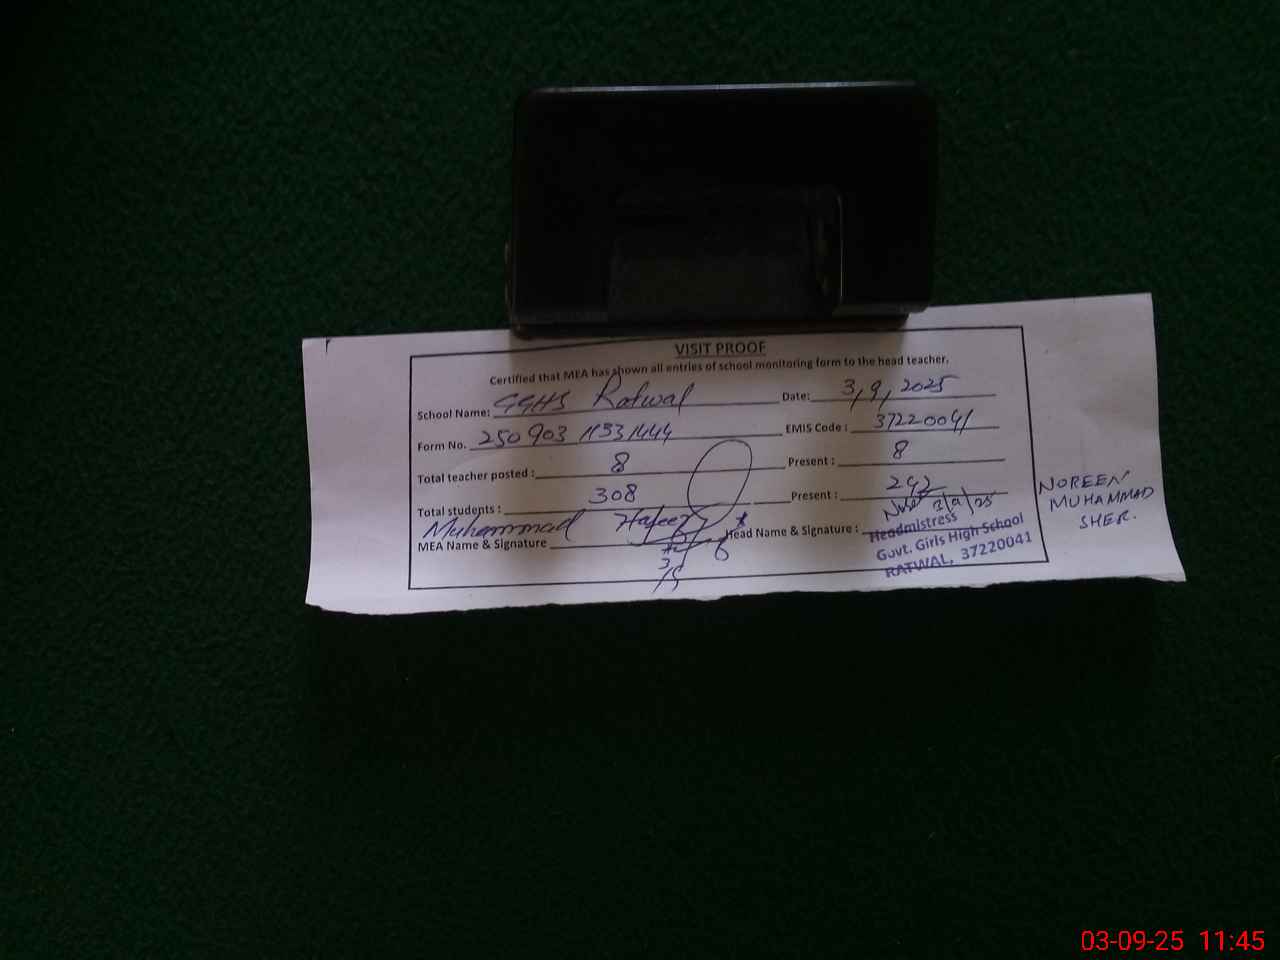 VISIT PROOF
Certified that MEA has shown all entries of school monitoring form to the head teacher.
School Name: GGHS Ratwal Date: 3,9,2025
Form No. 250903 11331444 EMIS Code : 37220041
Total teacher posted : 8 Present : 8
Total students : 308 Present : 292
Muhammad Hafeez 3/9/25
MEA Name & Signature Head Name & Signature :
Headmistress
Govt. Girls High School
RATWAL, 37220041
NOREEN
MUHAMMAD
SHER.
03-09-25 11:45